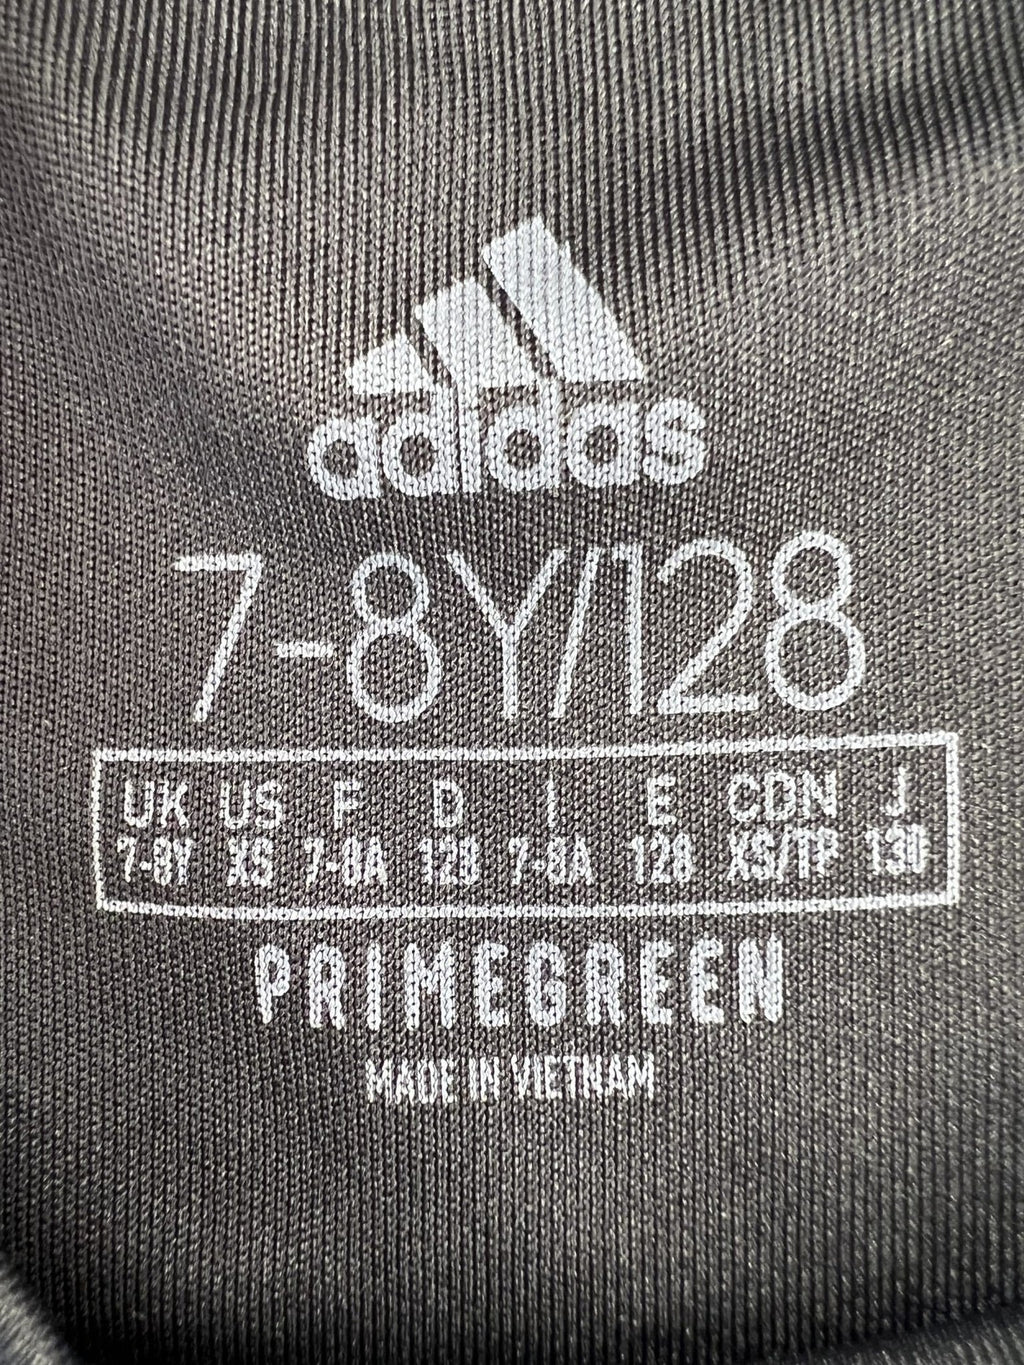 adidas
7-8Y/128
UK US F D I E CDN J
7-8Y XS 7-8A 128 7-8A 128 XS/TP 130
PRIMEGREEN
MADE IN VIETNAM